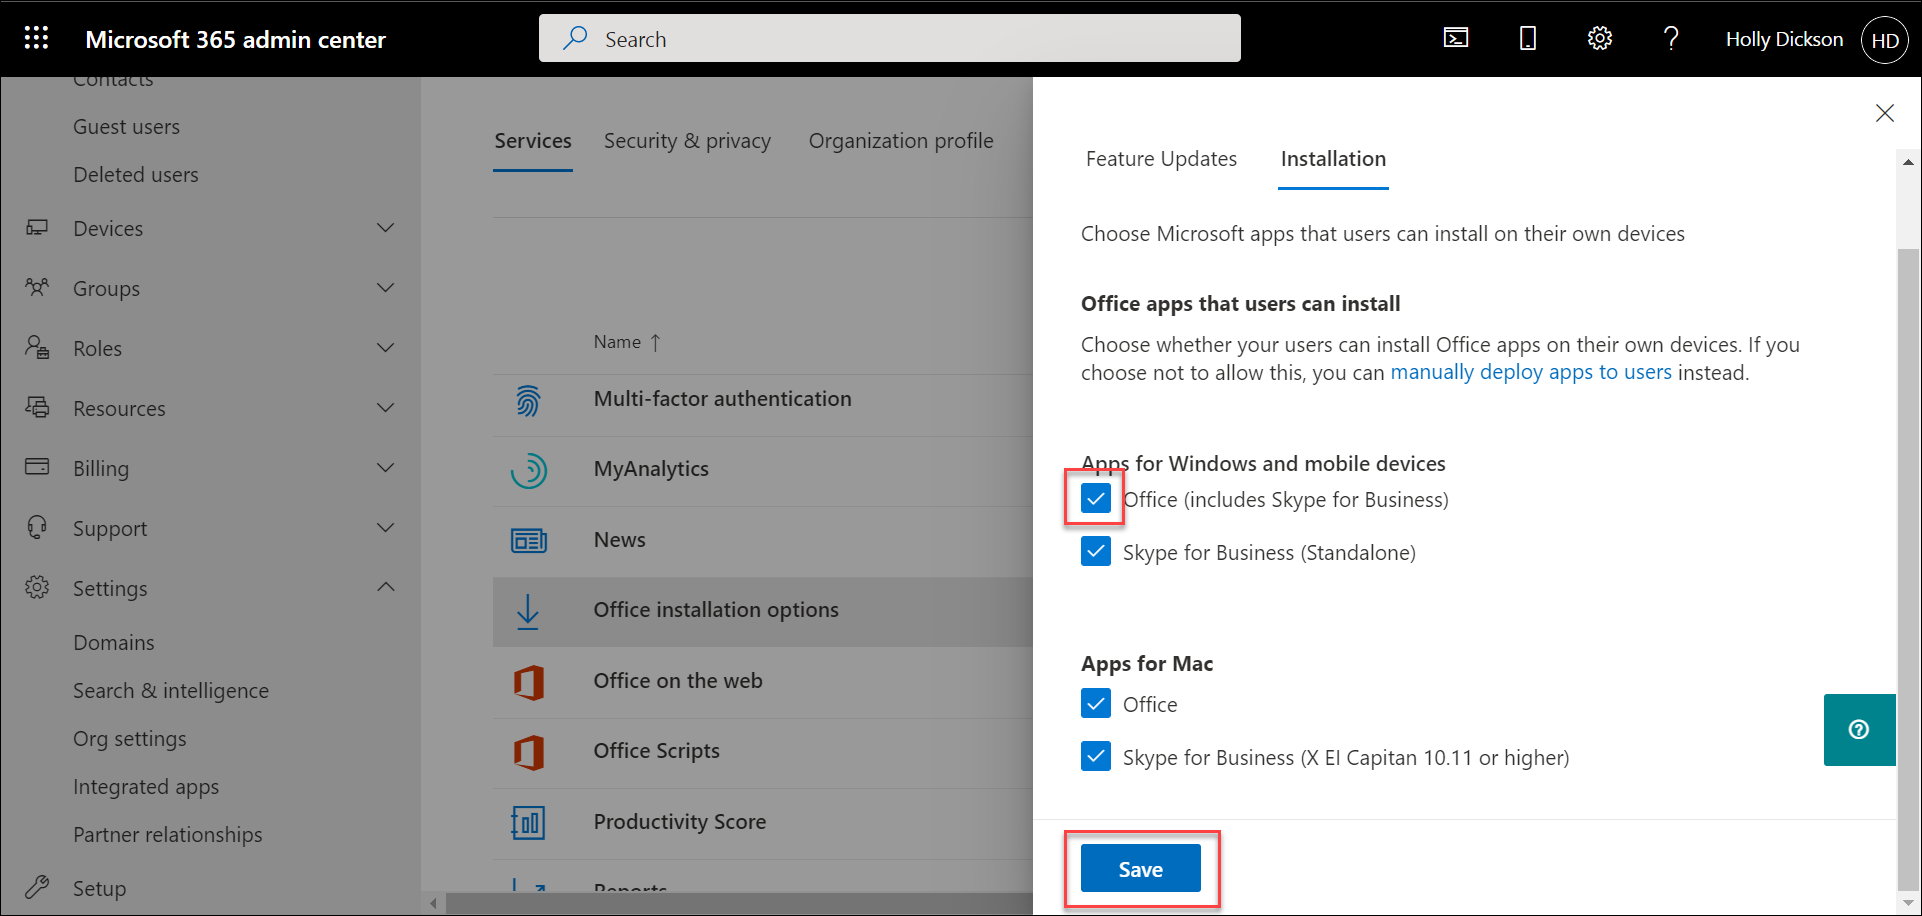 Microsoft 365 admin center
Search
Holly Dickson
HD
Contacts
Guest users
Deleted users
Devices
Groups
Roles
Resources
Billing
Support
Settings
Domains
Search & intelligence
Org settings
Integrated apps
Partner relationships
Setup
Services
Security & privacy
Organization profile
Name ↑
Multi-factor authentication
MyAnalytics
News
Office installation options
Office on the web
Office Scripts
Productivity Score
Reports
Feature Updates
Installation
Choose Microsoft apps that users can install on their own devices
Office apps that users can install
Choose whether your users can install Office apps on their own devices. If you
choose not to allow this, you can manually deploy apps to users instead.
Apps for Windows and mobile devices
Office (includes Skype for Business)
Skype for Business (Standalone)
Apps for Mac
Office
Skype for Business (X EI Capitan 10.11 or higher)
Save